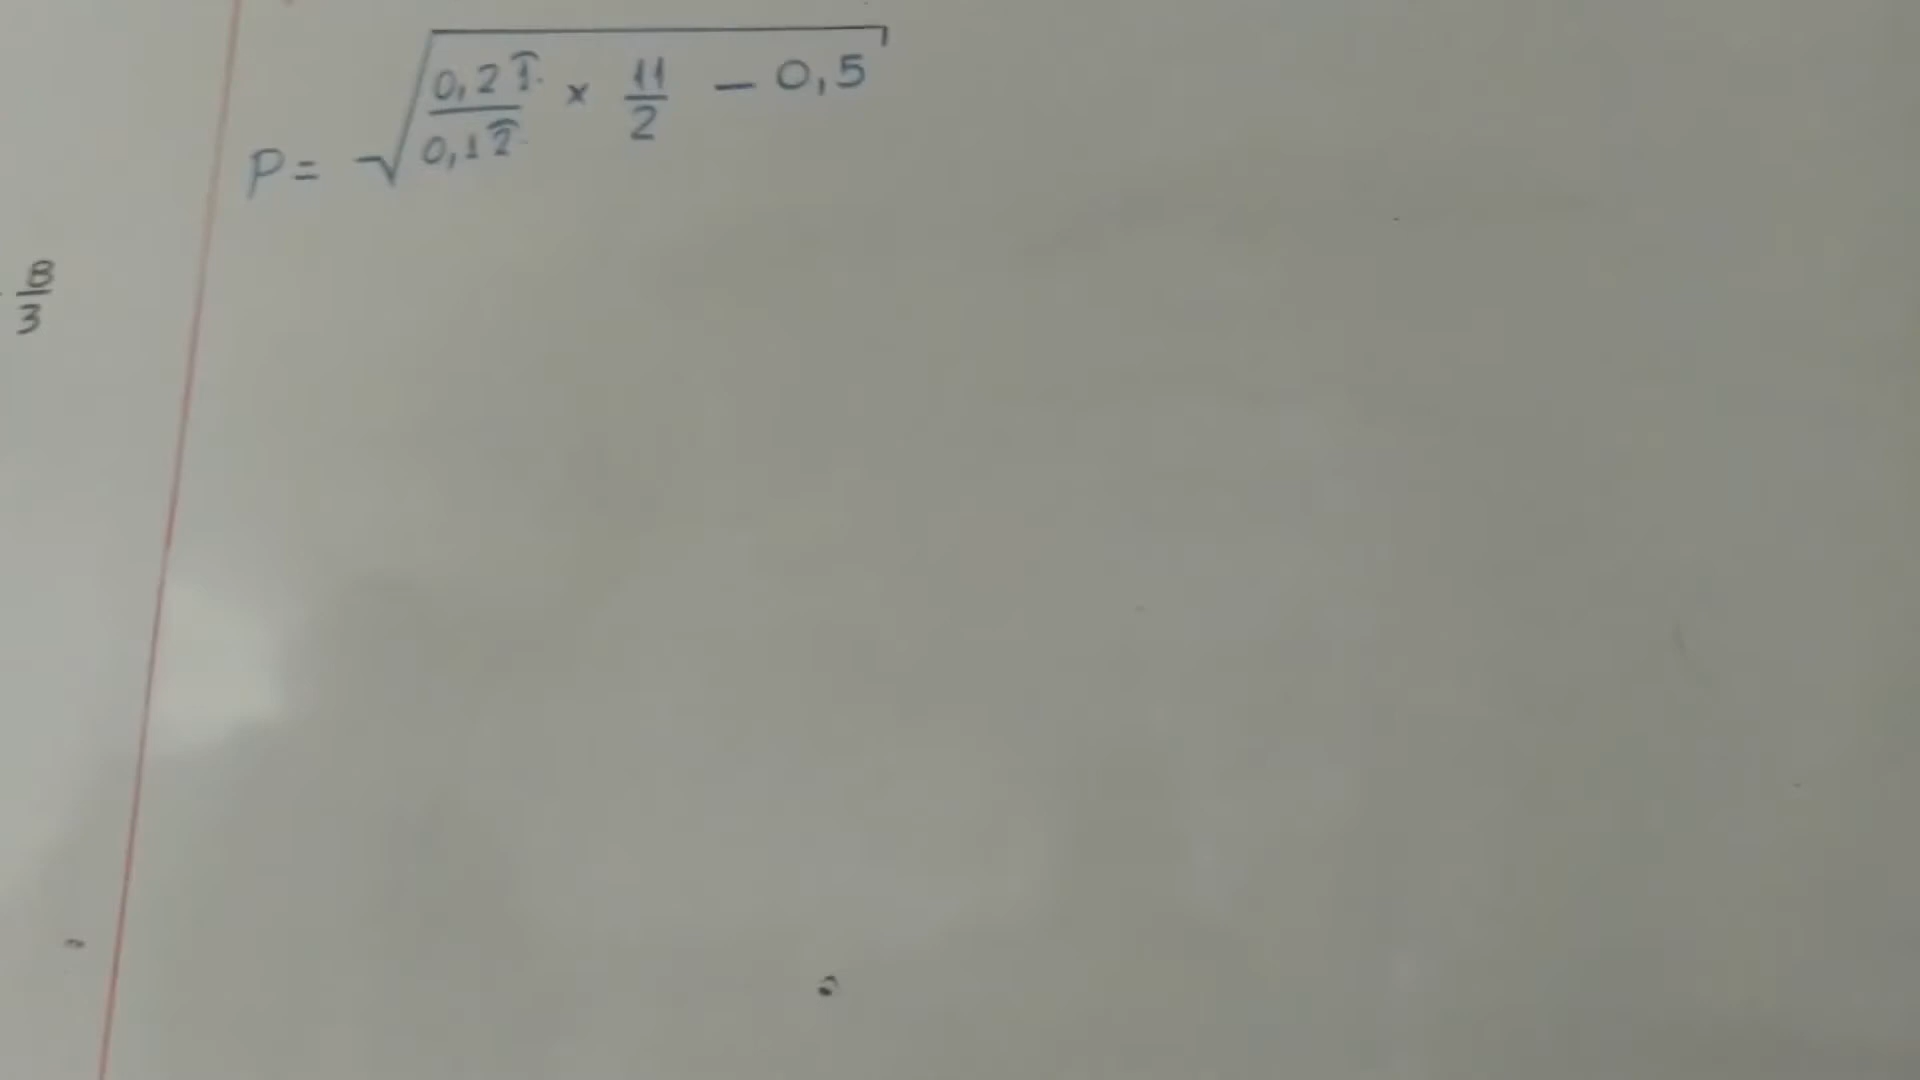 P = √(0,21̂ / 0,12̂ × 11/2 − 0,5)
8/3